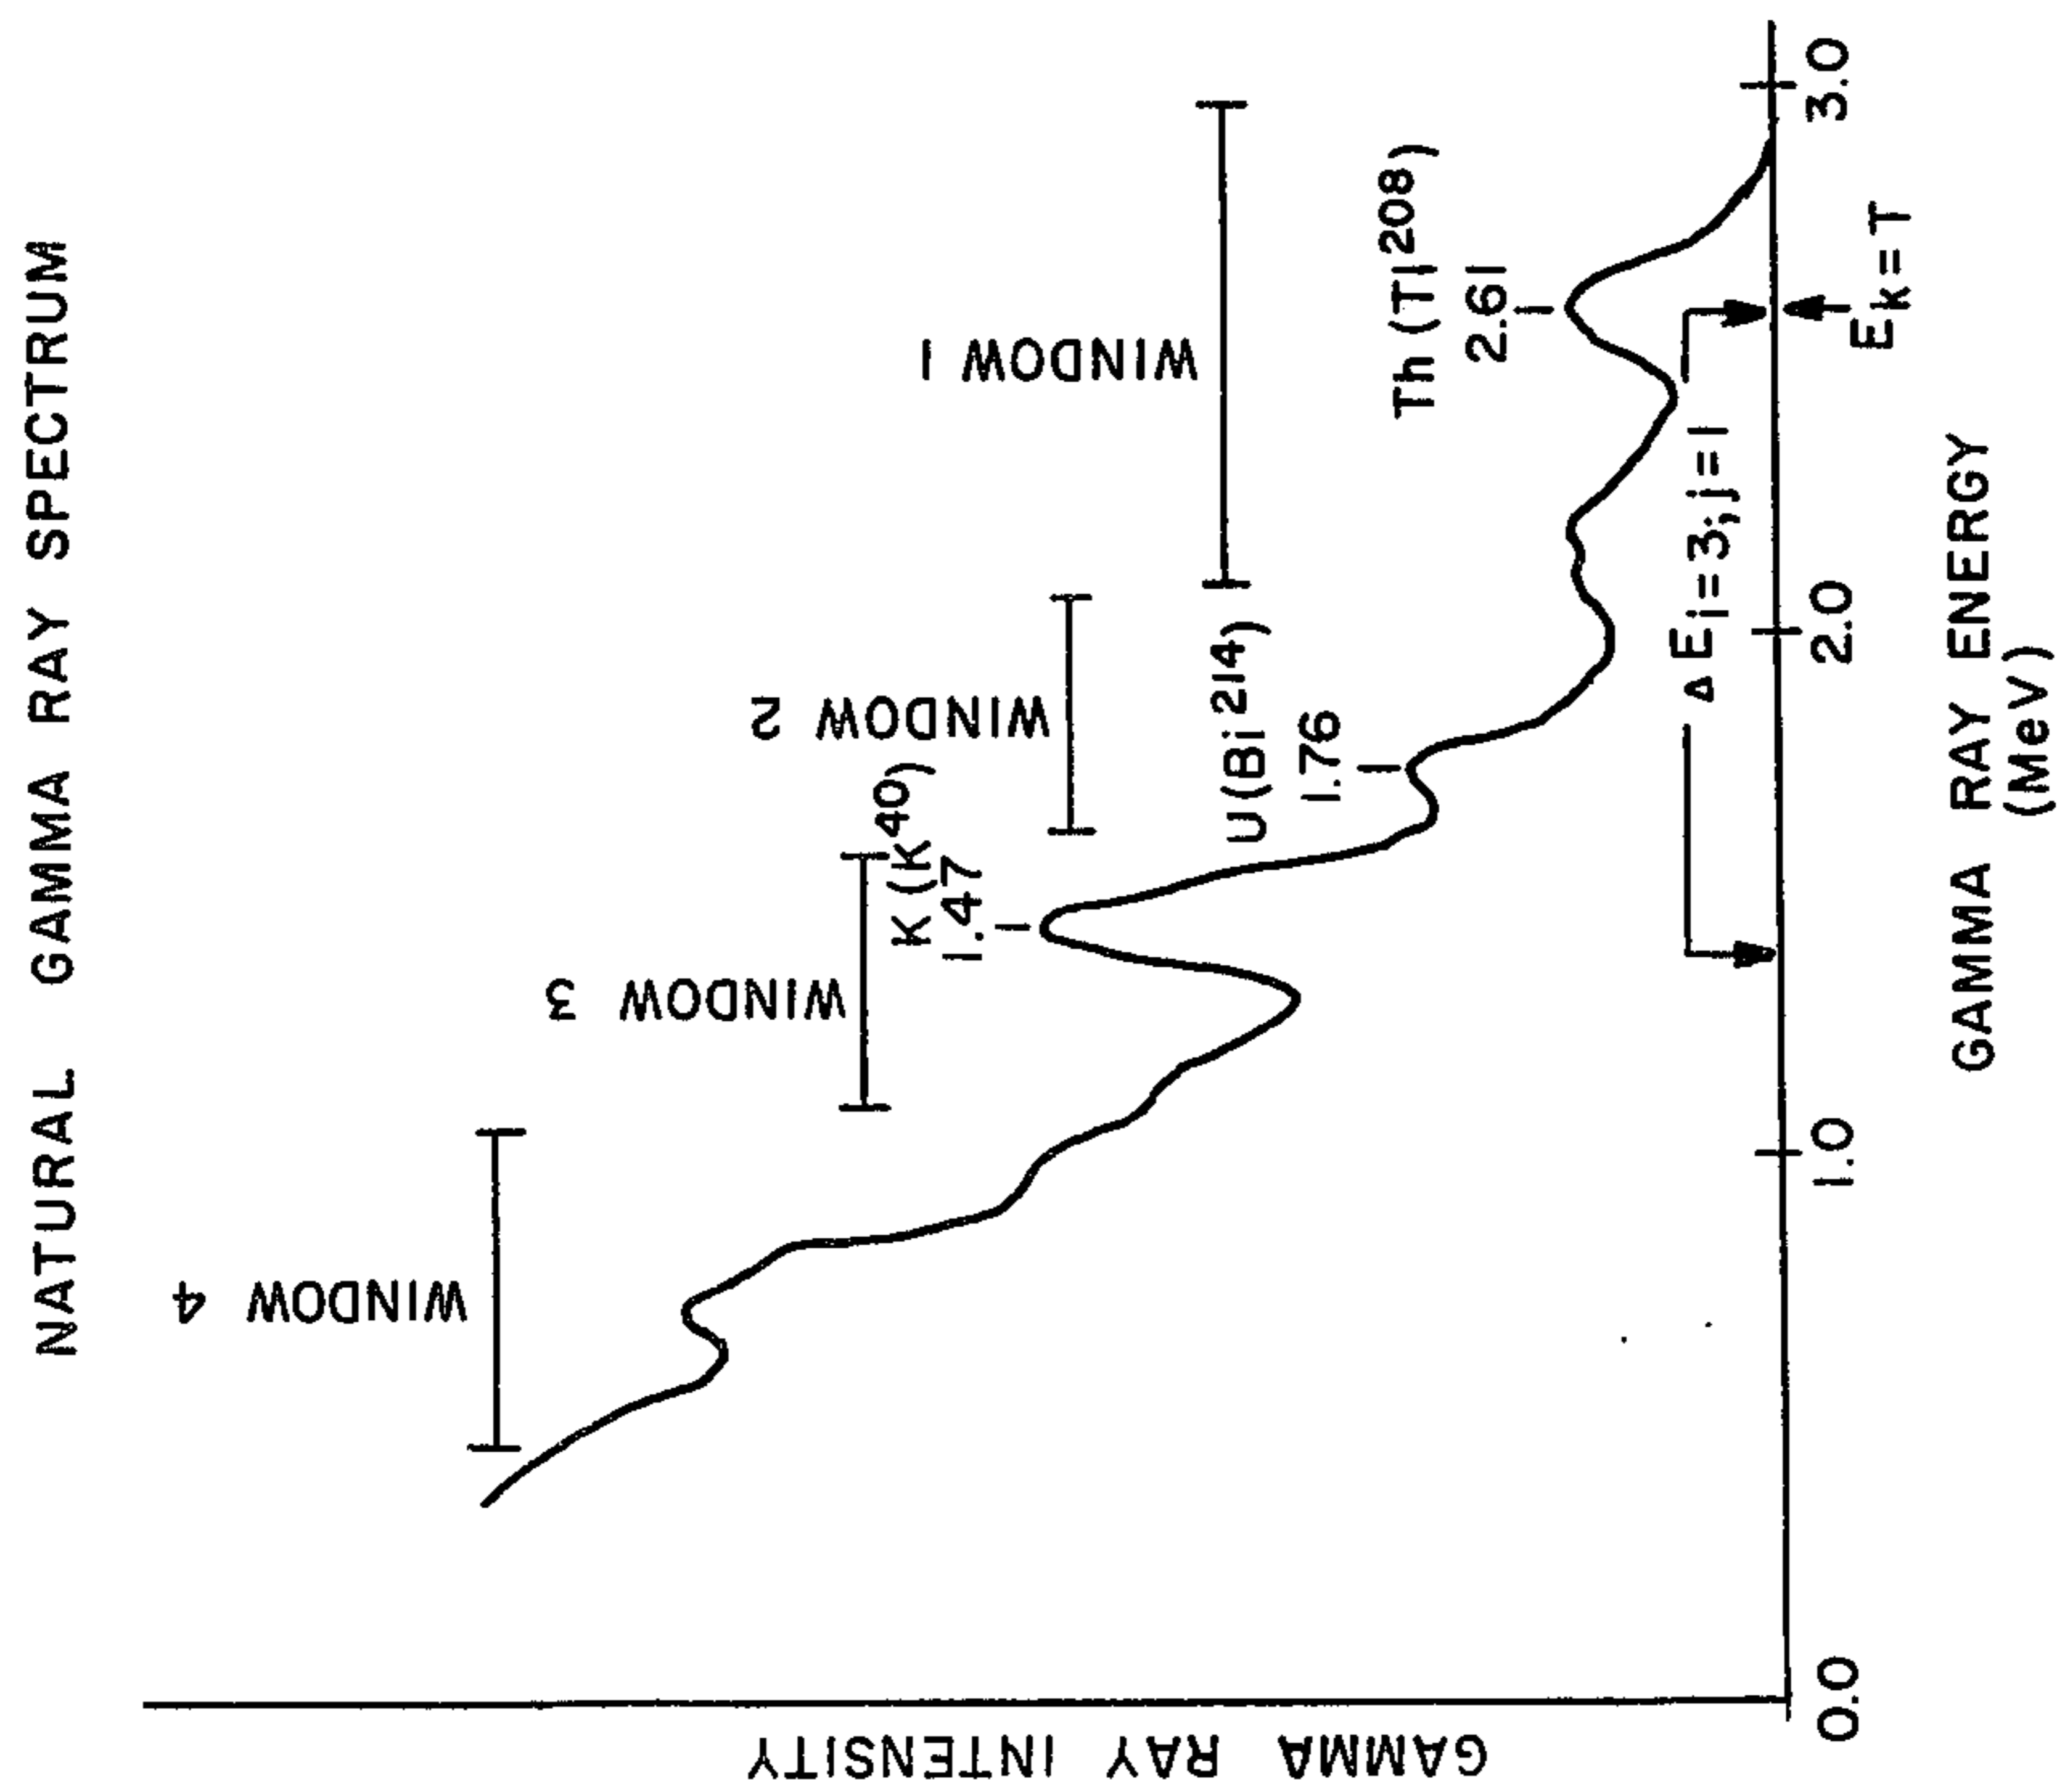 NATURAL GAMMA RAY SPECTRUM
WINDOW 4
WINDOW 3
K(K40)
1.47
WINDOW 2
U(Bi214)
1.76
WINDOW 1
Th(Tl208)
2.61
ΔEi=3;j=1
Ek=T
GAMMA RAY INTENSITY
0.0
1.0
2.0
3.0
GAMMA RAY ENERGY
(MeV)